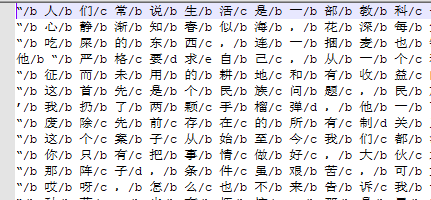 “/b 人/b 们/c 常/b 说/b 生/b 活/c 是/b 一/b 部/b 教/b 科/c
“/b 心/b 静/b 渐/b 知/b 春/b 似/b 海/b ，/b 花/b 深/b 每/b
“/b 吃/b 屎/b 的/b 东/b 西/c ，/b 连/b 一/b 捆/b 麦/b 也/b
他/b “/b 严/b 格/c 要/d 求/e 自/b 己/c ，/b 从/b 一/b 个/c
“/b 征/b 而/b 未/b 用/b 的/b 耕/b 地/c 和/b 有/b 收/b 益/c
“/b 这/b 首/b 先/c 是/b 个/b 民/b 族/c 问/b 题/c ，/b 民/b
’/b 我/b 扔/b 了/b 两/b 颗/b 手/b 榴/c 弹/d ，/b 他/b 一/b
“/b 废/b 除/c 先/b 前/c 存/b 在/c 的/b 所/b 有/c 制/d 关/b
“/b 这/b 个/c 案/b 子/c 从/b 始/c 至/b 今/c 我/b 们/c 都/b
“/b 你/b 只/b 有/c 把/b 事/b 情/c 做/b 好/c ，/b 大/b 伙/c
“/b 那/b 阵/c 子/d ，/b 条/b 件/c 虽/b 艰/b 苦/c ，/b 可/b
“/b 哎/b 呀/c ，/b 怎/b 么/c 也/b 不/b 来/b 告/b 诉/c 我/b